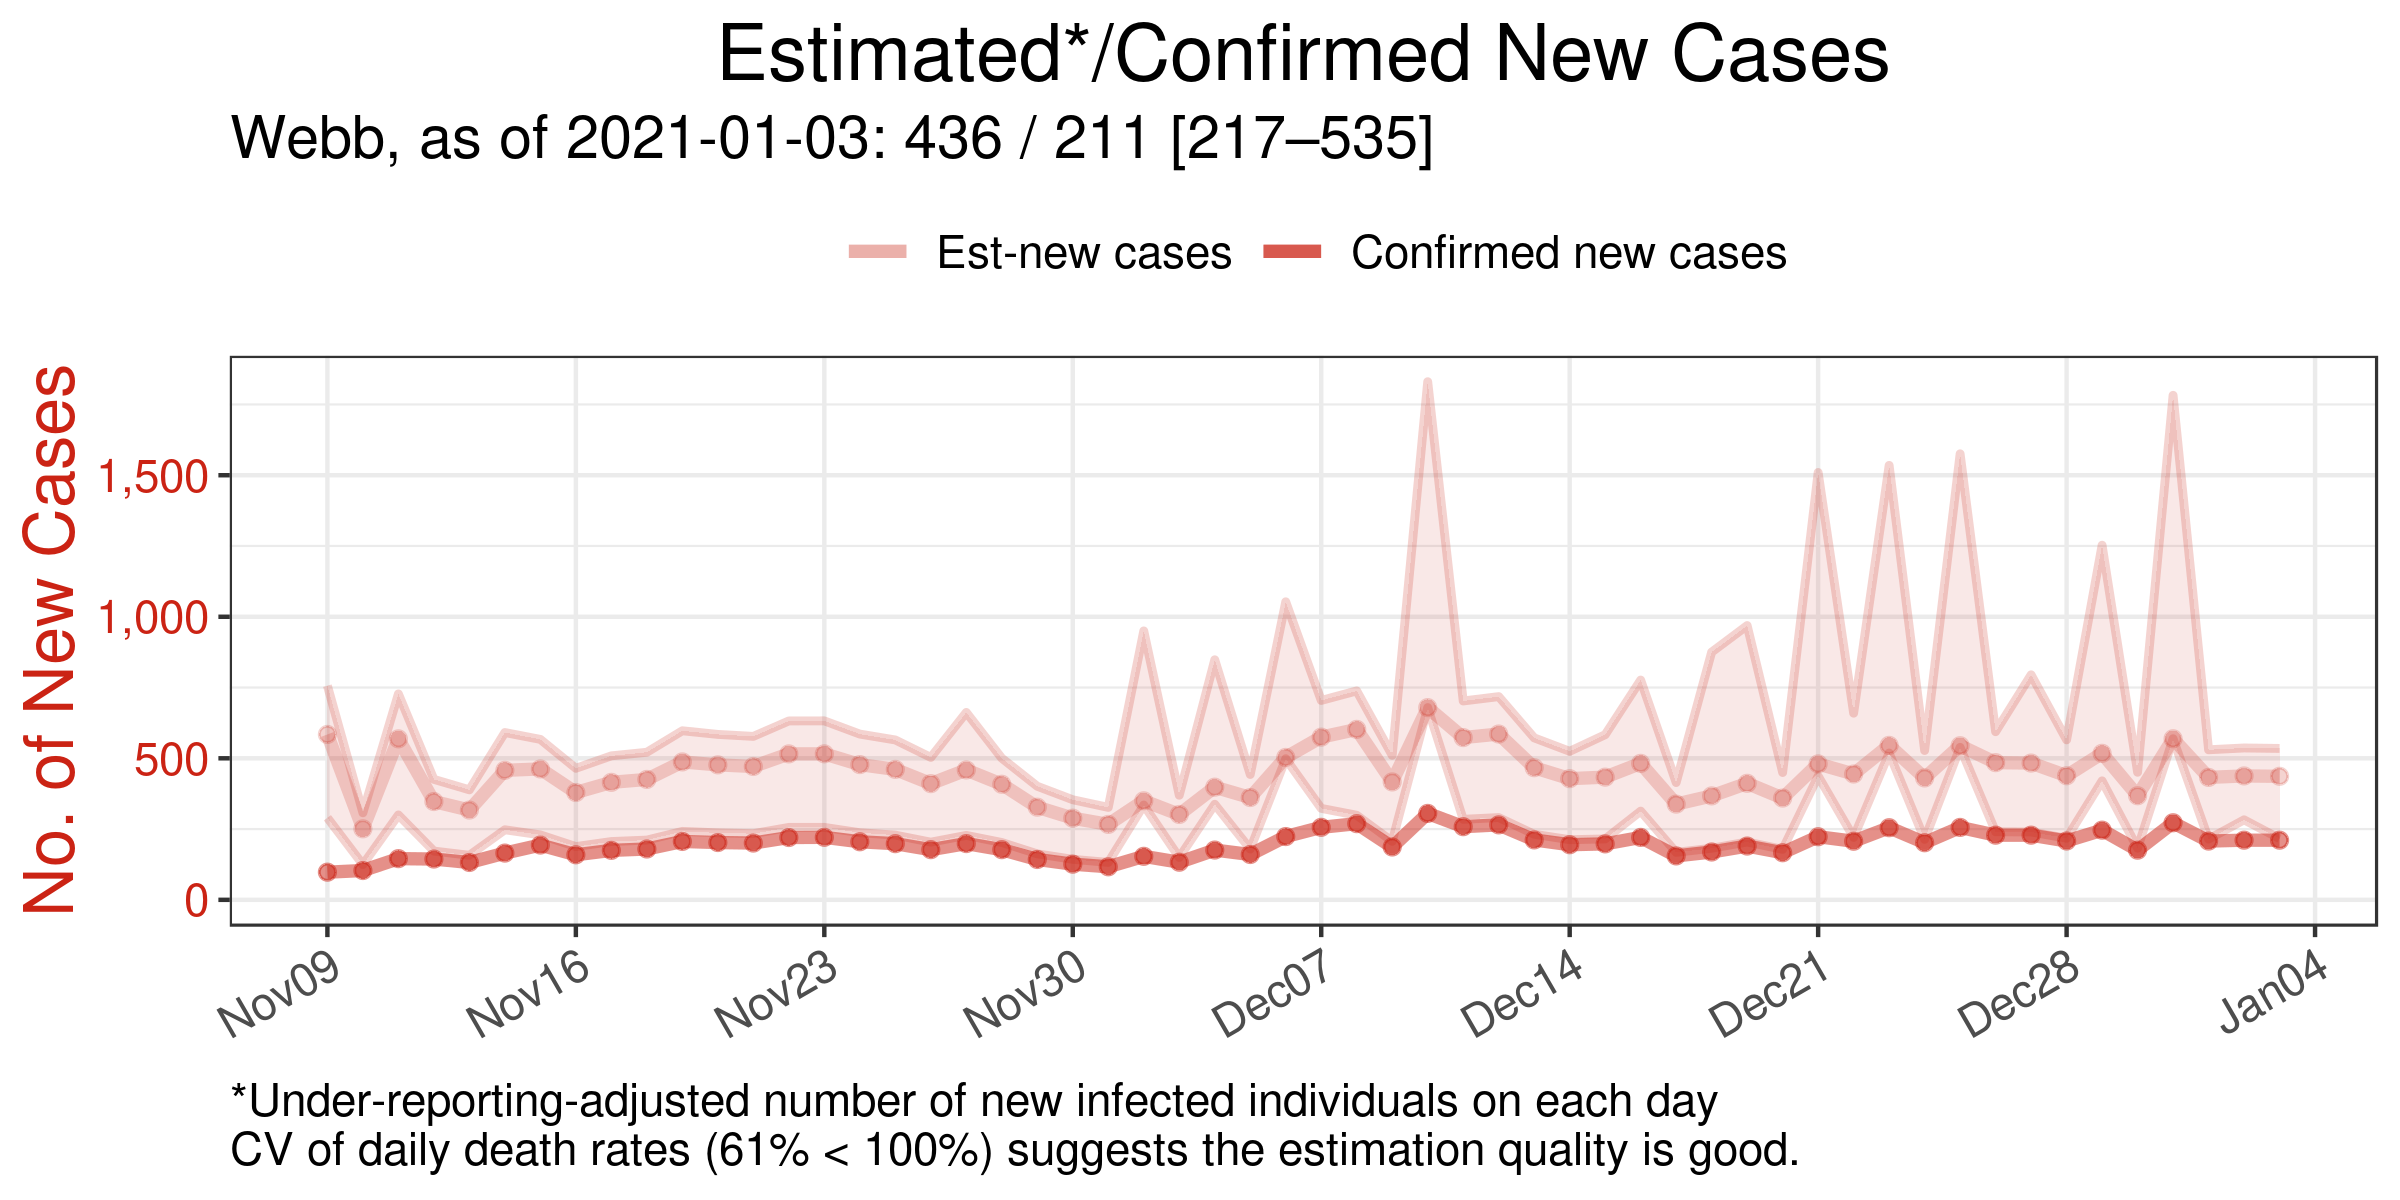 Estimated*/Confirmed New Cases
Webb, as of 2021-01-03: 436 / 211 [217–535]
Est-new cases Confirmed new cases
No. of New Cases
1,500
1,000
500
0
Nov09 Nov16 Nov23 Nov30 Dec07 Dec14 Dec21 Dec28 Jan04
*Under-reporting-adjusted number of new infected individuals on each day
CV of daily death rates (61% < 100%) suggests the estimation quality is good.